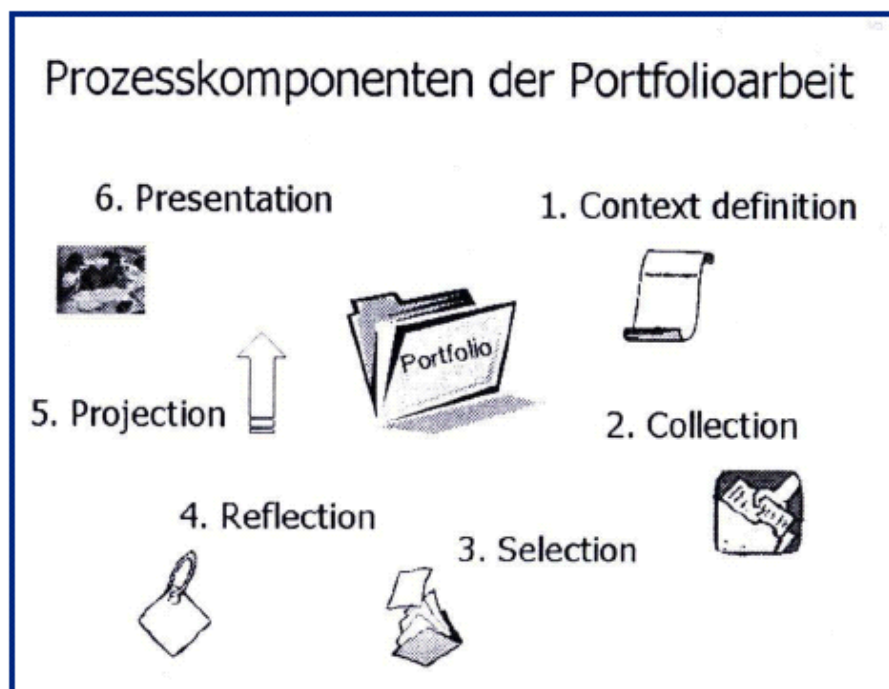 Prozesskomponenten der Portfolioarbeit
6. Presentation
1. Context definition
Portfolio
5. Projection
2. Collection
4. Reflection
3. Selection